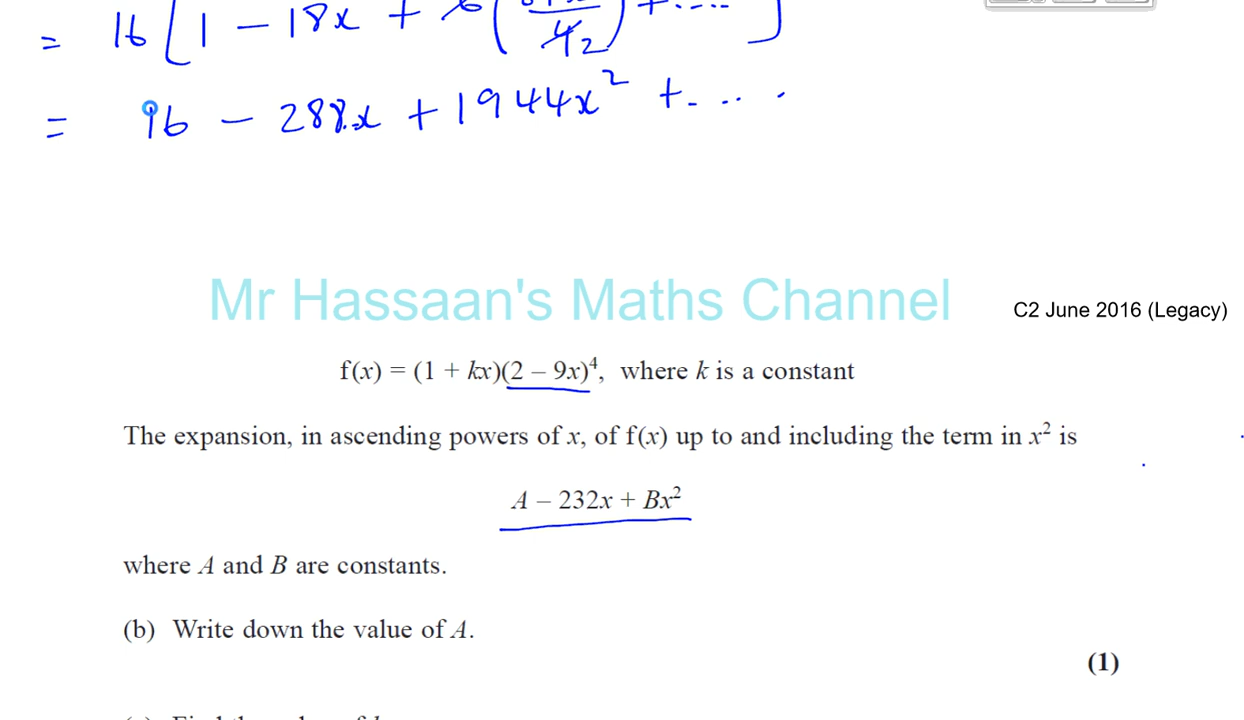 = 16 [ 1 - 18x + 6 ( / 42 ) + .... ]
= 96 - 288x + 1944x² + .....
Mr Hassaan's Maths Channel
C2 June 2016 (Legacy)
f(x) = (1 + kx)(2 – 9x)⁴, where k is a constant
The expansion, in ascending powers of x, of f(x) up to and including the term in x² is
A – 232x + Bx²
where A and B are constants.
(b) Write down the value of A.
(1)